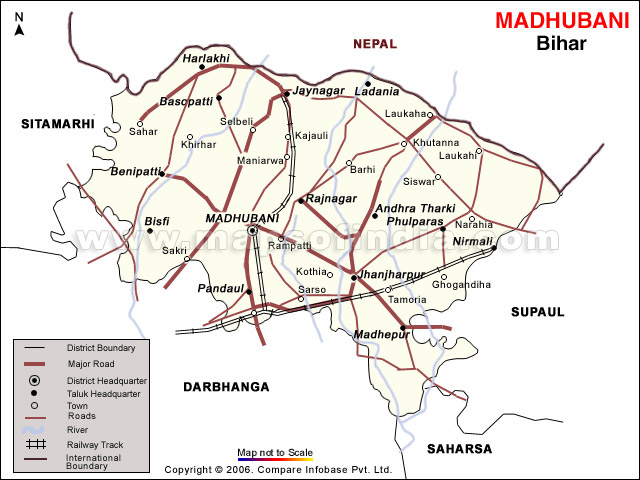 N
MADHUBANI
Bihar
NEPAL
SITAMARHI
Harlakhi
Basopatti
Jaynagar
Ladania
Laukaha
Sahar
Selbeli
Khirhar
Kajauli
Khutanna
Maniarwa
Laukahi
Barhi
Benipatti
Siswar
Rajnagar
Andhra Tharki
Phulparas
MADHUBANI
Bisfi
Narahia
Nirmali
www.mapsofindia.com
Rampatti
Sakri
Kothia
Jhanjharpur
Ghogandiha
Pandaul
Sarso
Tamoria
SUPAUL
Madhepur
DARBHANGA
SAHARSA
District Boundary
Major Road
District Headquarter
Taluk Headquarter
Town
Roads
River
Railway Track
International
Boundary
Map not to Scale
Copyright © 2006. Compare Infobase Pvt. Ltd.